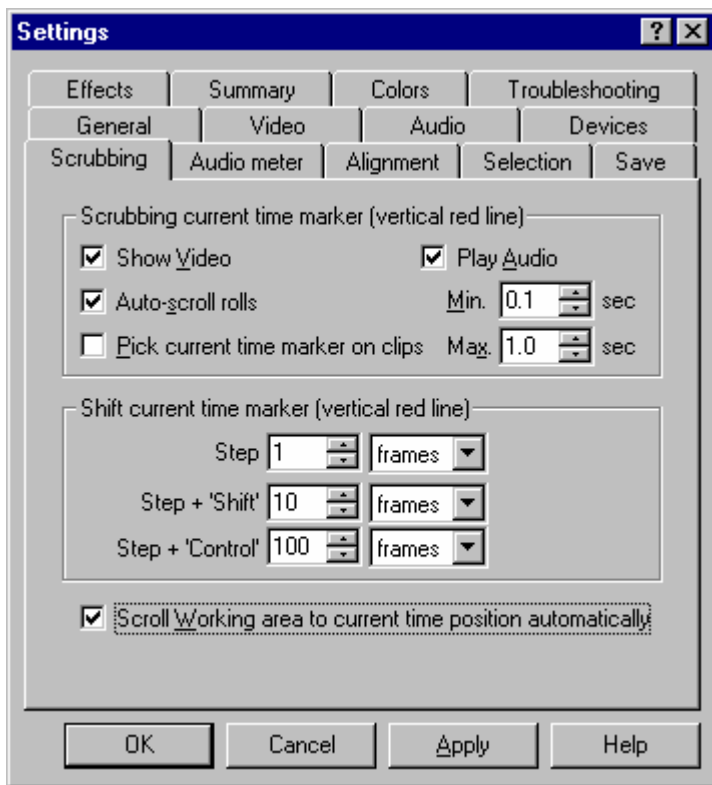 Settings
Effects Summary Colors Troubleshooting
General Video Audio Devices
Scrubbing Audio meter Alignment Selection Save
Scrubbing current time marker (vertical red line)
Show Video Play Audio
Auto-scroll rolls Min. 0.1 sec
Pick current time marker on clips Max. 1.0 sec
Shift current time marker (vertical red line)
Step 1 frames
Step + 'Shift' 10 frames
Step + 'Control' 100 frames
Scroll Working area to current time position automatically
OK Cancel Apply Help